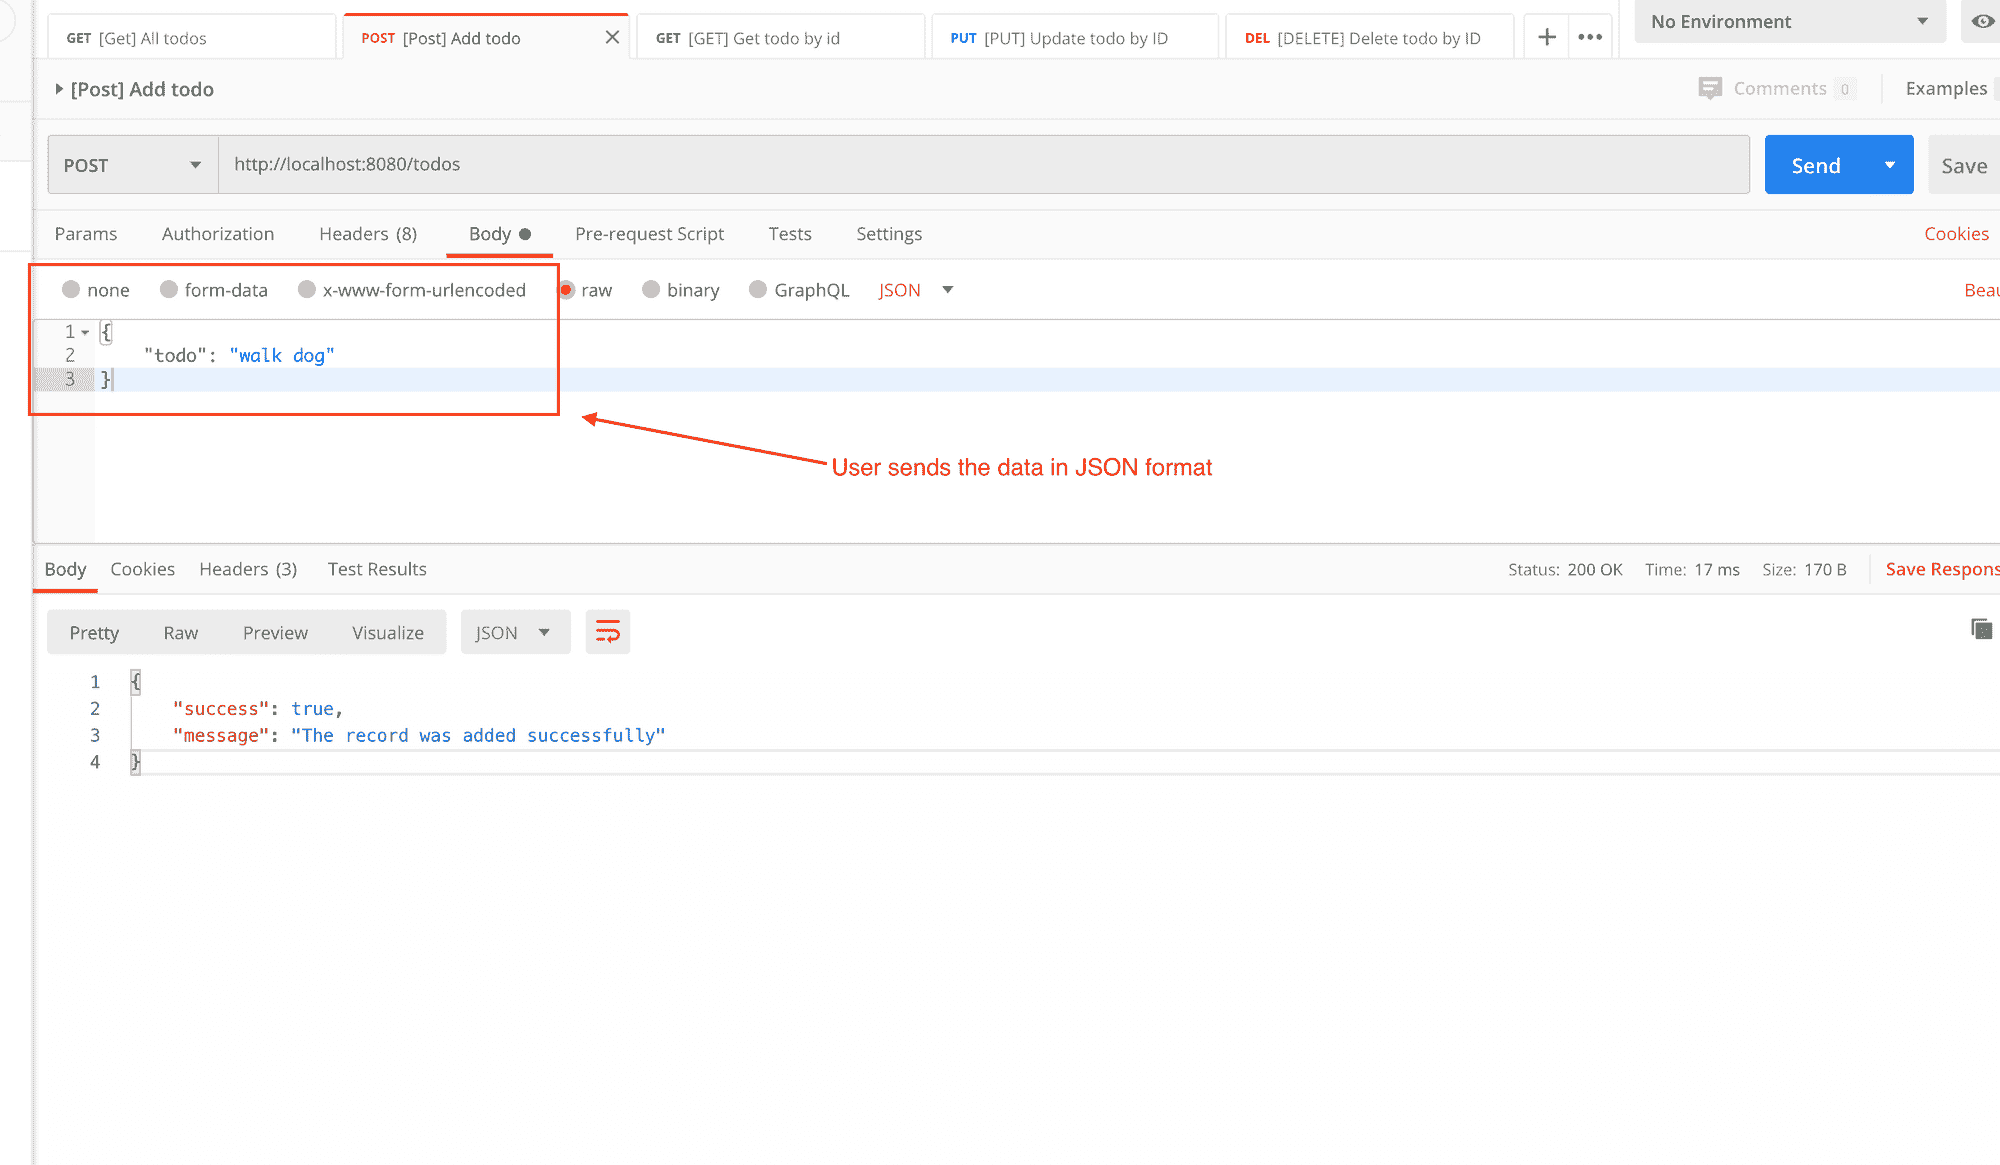 GET [Get] All todos
POST [Post] Add todo
GET [GET] Get todo by id
PUT [PUT] Update todo by ID
DEL [DELETE] Delete todo by ID
No Environment
[Post] Add todo
Comments 0
Examples
POST
http://localhost:8080/todos
Send
Save
Params Authorization Headers (8) Body Pre-request Script Tests Settings
Cookies
none form-data x-www-form-urlencoded raw binary GraphQL JSON
Beau
1 {
2 "todo": "walk dog"
3 }
User sends the data in JSON format
Body Cookies Headers (3) Test Results
Status: 200 OK Time: 17 ms Size: 170 B
Save Respons
Pretty Raw Preview Visualize
JSON
1 {
2 "success": true,
3 "message": "The record was added successfully"
4 }